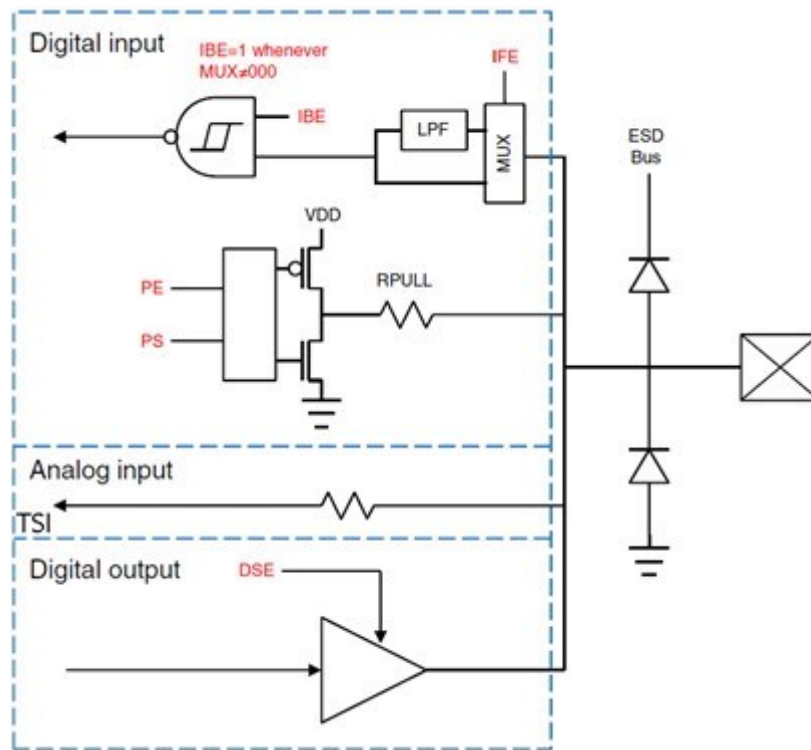 Digital input
IBE=1 whenever
MUX≠000
IFE
IBE
LPF
MUX
ESD
Bus
VDD
RPULL
PE
PS
Analog input
TSI
Digital output
DSE